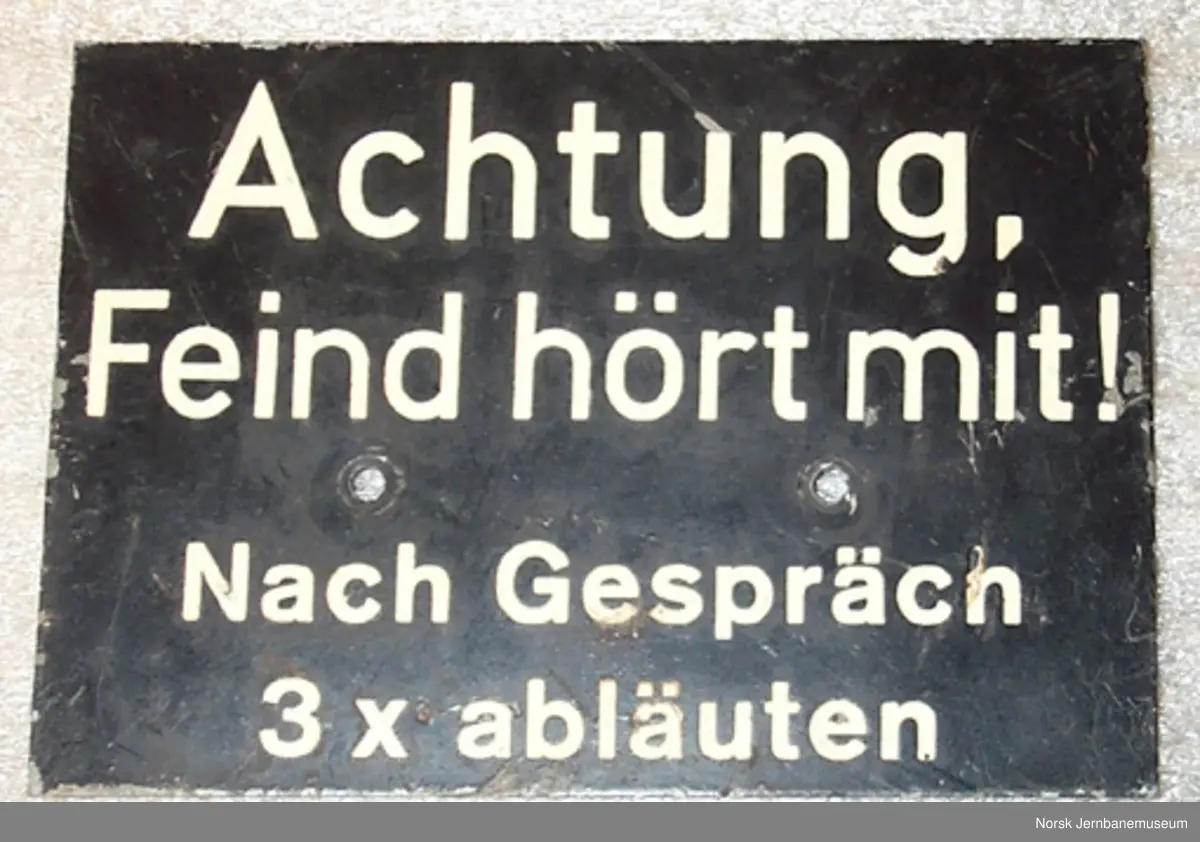 Achtung,
Feind hört mit!
Nach Gespräch
3 x abläuten
Norsk Jernbanemuseum